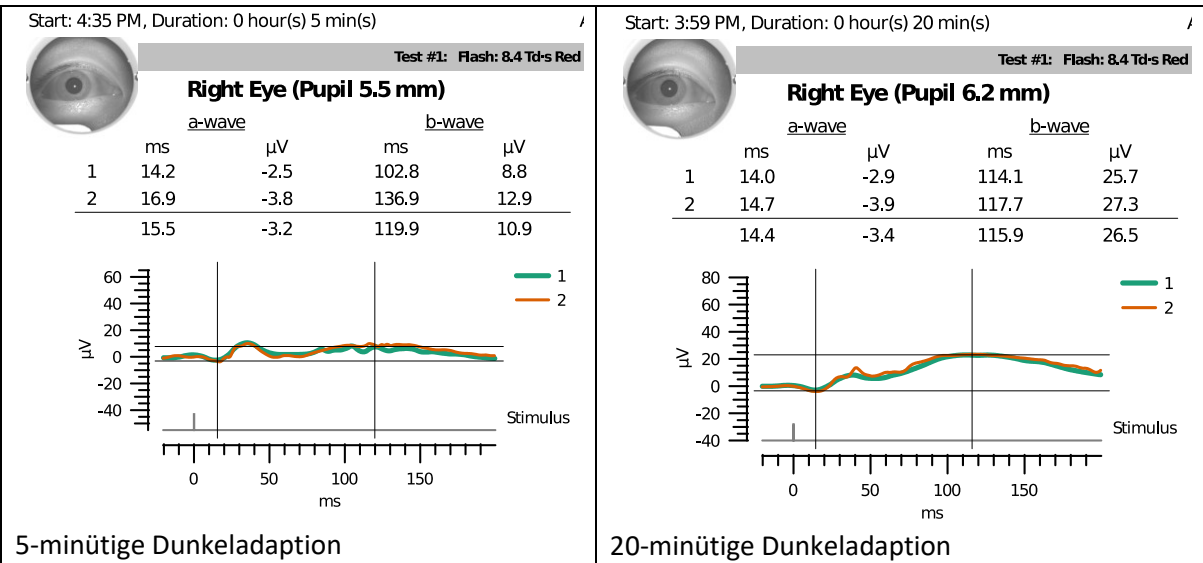 Start: 4:35 PM, Duration: 0 hour(s) 5 min(s)
Test #1: Flash: 8.4 Td·s Red
Right Eye (Pupil 5.5 mm)
a-wave b-wave
ms µV ms µV
1 14.2 -2.5 102.8 8.8
2 16.9 -3.8 136.9 12.9
15.5 -3.2 119.9 10.9
60
40
20
0
-20
-40
µV
1
2
Stimulus
0 50 100 150
ms
5-minütige Dunkeladaption
Start: 3:59 PM, Duration: 0 hour(s) 20 min(s)
Test #1: Flash: 8.4 Td·s Red
Right Eye (Pupil 6.2 mm)
a-wave b-wave
ms µV ms µV
1 14.0 -2.9 114.1 25.7
2 14.7 -3.9 117.7 27.3
14.4 -3.4 115.9 26.5
80
60
40
20
0
-20
-40
µV
1
2
Stimulus
0 50 100 150
ms
20-minütige Dunkeladaption